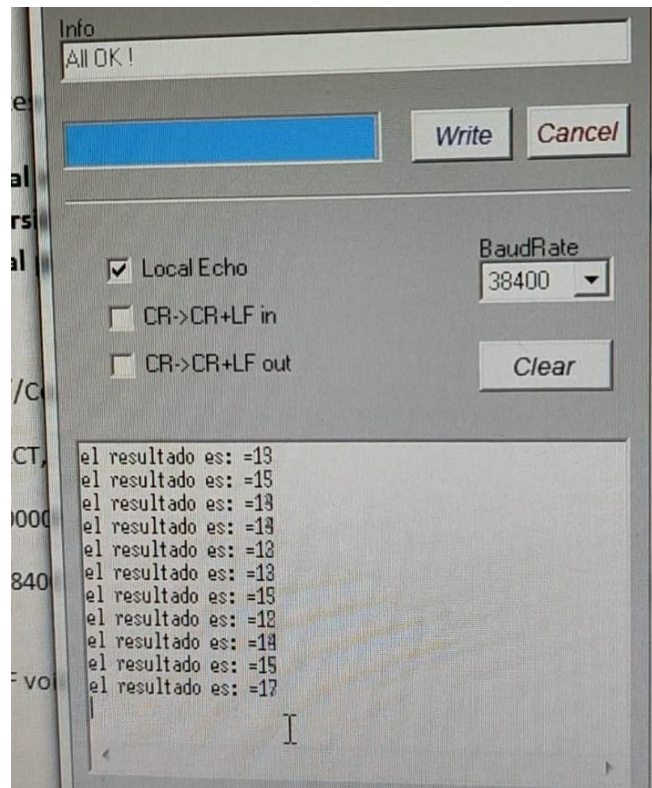 Info
All OK !
Write
Cancel
Local Echo
BaudRate
38400
CR->CR+LF in
CR->CR+LF out
Clear
el resultado es: =13
el resultado es: =15
el resultado es:
el resultado es:
el resultado es: =13
el resultado es: =13
el resultado es: =15
el resultado es: =12
el resultado es:
el resultado es: =15
el resultado es: =17